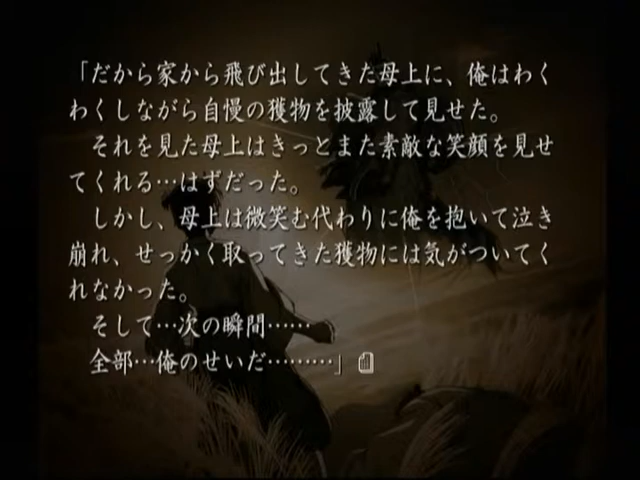 「だから家から飛び出してきた母上に、俺はわく
わくしながら自慢の獲物を披露して見せた。
　それを見た母上はきっとまた素敵な笑顔を見せ
てくれる…はずだった。
　しかし、母上は微笑む代わりに俺を抱いて泣き
崩れ、せっかく取ってきた獲物には気がついてく
れなかった。
　そして…次の瞬間……
　全部…俺のせいだ………」